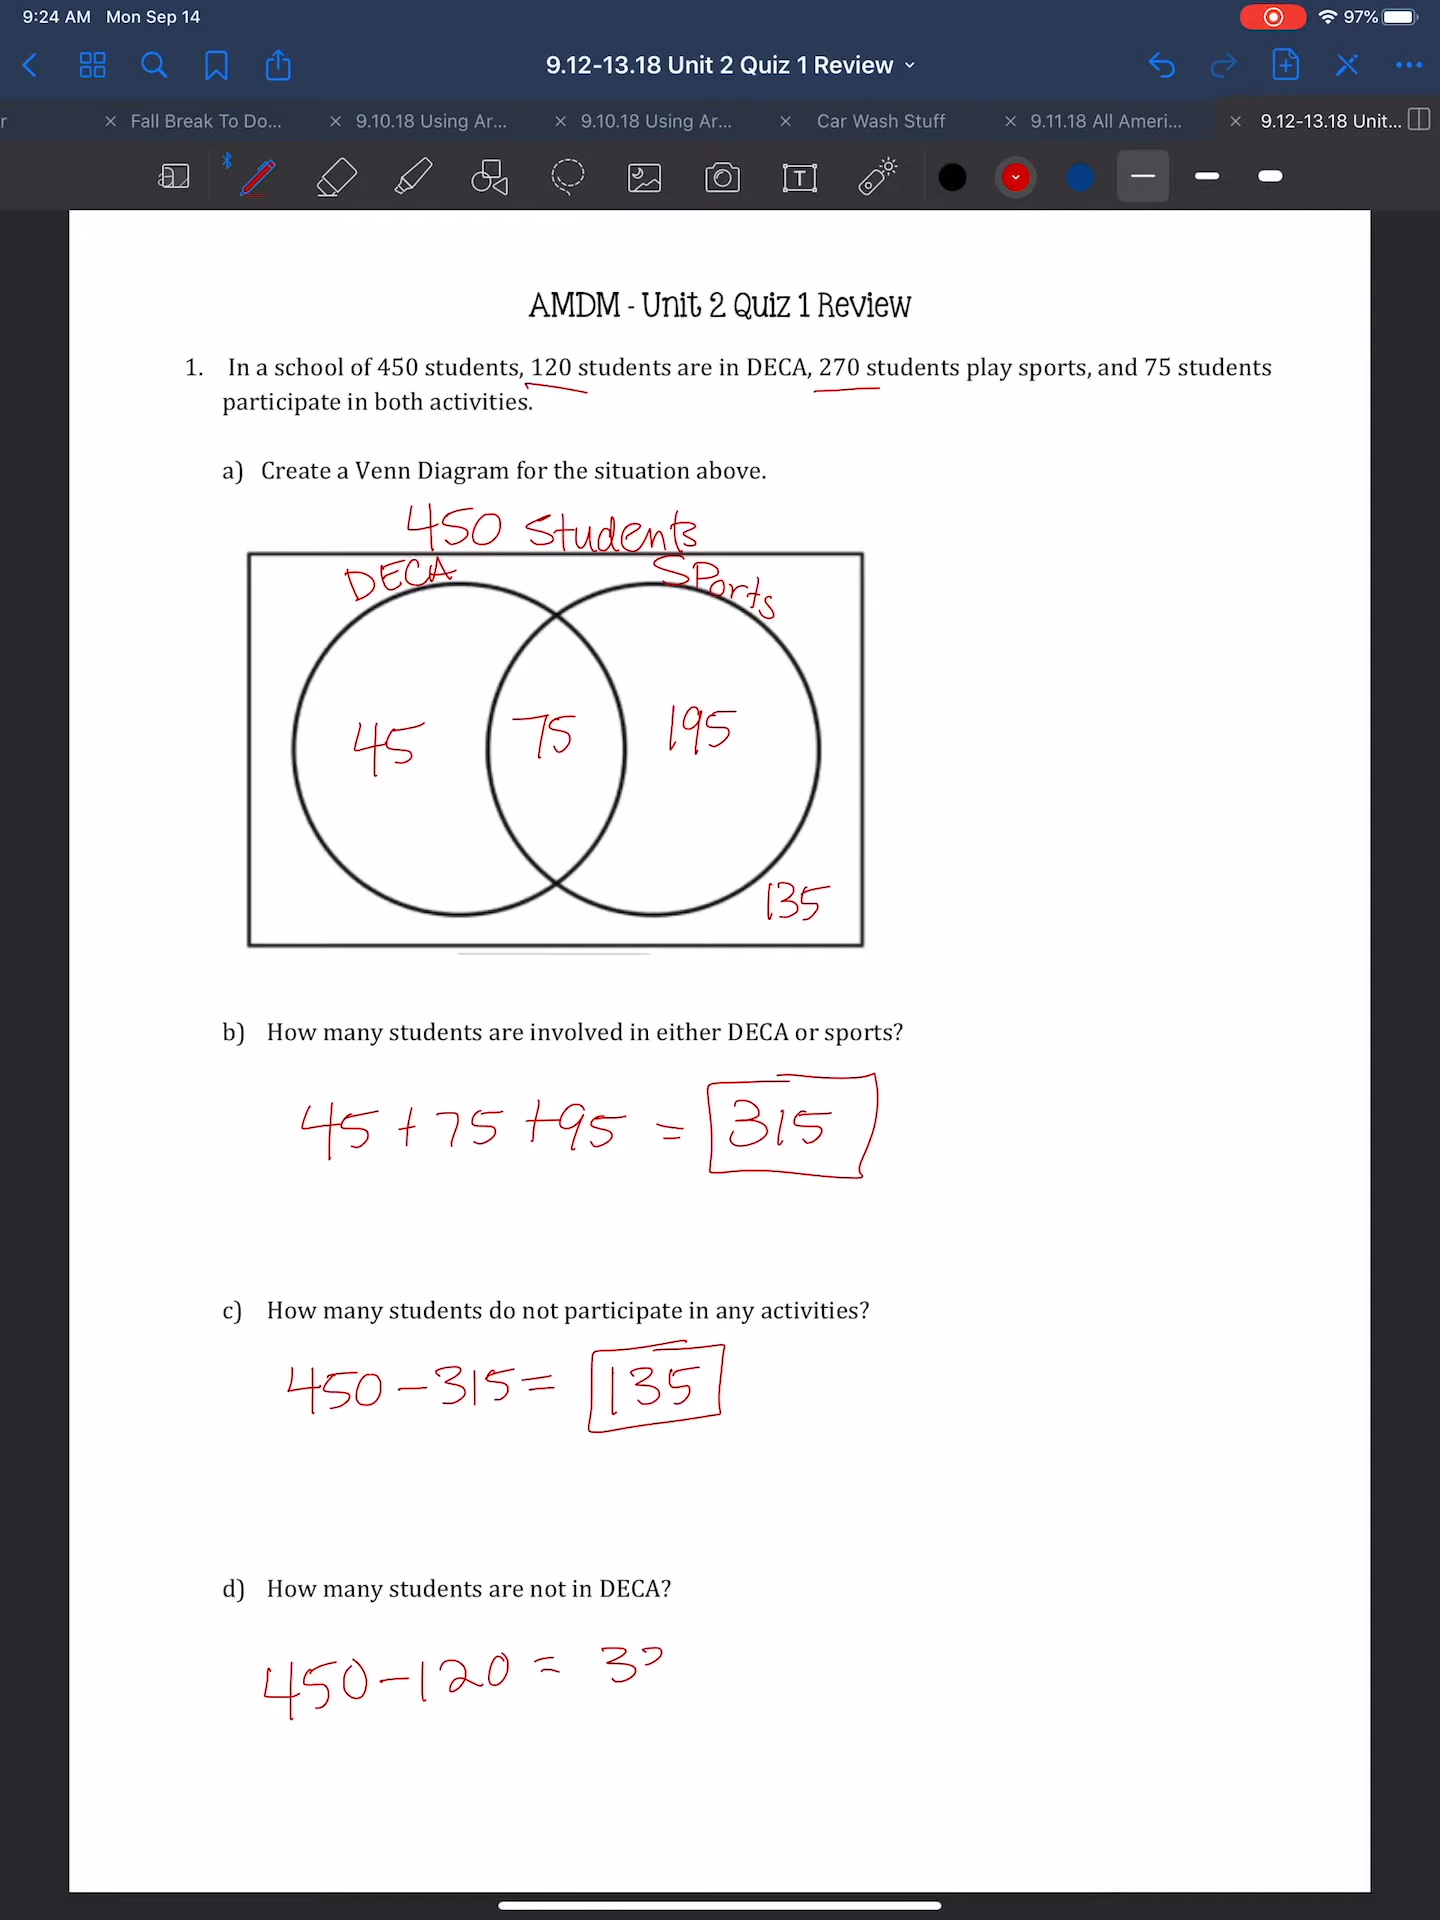 9:24 AM Mon Sep 14
97%
9.12-13.18 Unit 2 Quiz 1 Review
r
Fall Break To Do...
9.10.18 Using Ar...
9.10.18 Using Ar...
Car Wash Stuff
9.11.18 All Ameri...
9.12-13.18 Unit...
AMDM - Unit 2 Quiz 1 Review
1. In a school of 450 students, 120 students are in DECA, 270 students play sports, and 75 students
participate in both activities.
a) Create a Venn Diagram for the situation above.
450 Students
DECA
Sports
45
75
195
135
b) How many students are involved in either DECA or sports?
45 + 75 +95 = 315
c) How many students do not participate in any activities?
450 - 315 = 135
d) How many students are not in DECA?
450 - 120 = 3